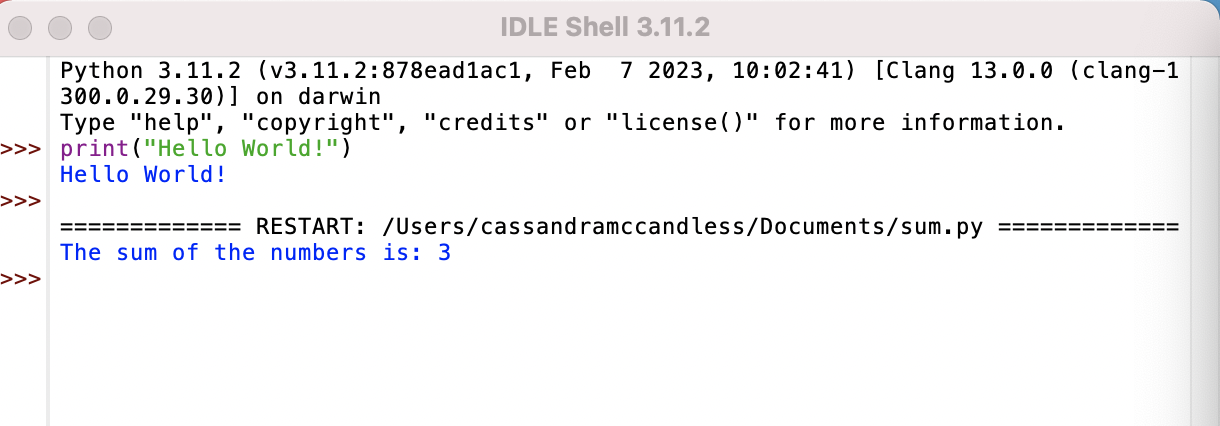 IDLE Shell 3.11.2
Python 3.11.2 (v3.11.2:878ead1ac1, Feb  7 2023, 10:02:41) [Clang 13.0.0 (clang-1
300.0.29.30)] on darwin
Type "help", "copyright", "credits" or "license()" for more information.
>>> print("Hello World!")
Hello World!
>>>
============= RESTART: /Users/cassandramccandless/Documents/sum.py =============
The sum of the numbers is: 3
>>>